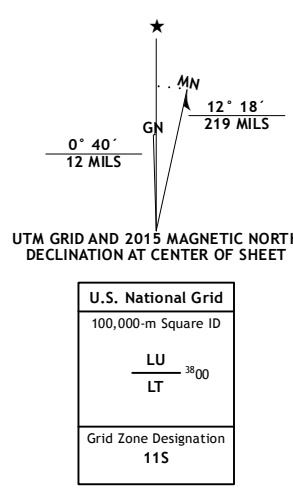 ★
MN
GN
12° 18´
219 MILS
0° 40´
12 MILS
UTM GRID AND 2015 MAGNETIC NORTH
DECLINATION AT CENTER OF SHEET
U.S. National Grid
100,000-m Square ID
LU
³⁸00
LT
Grid Zone Designation
11S